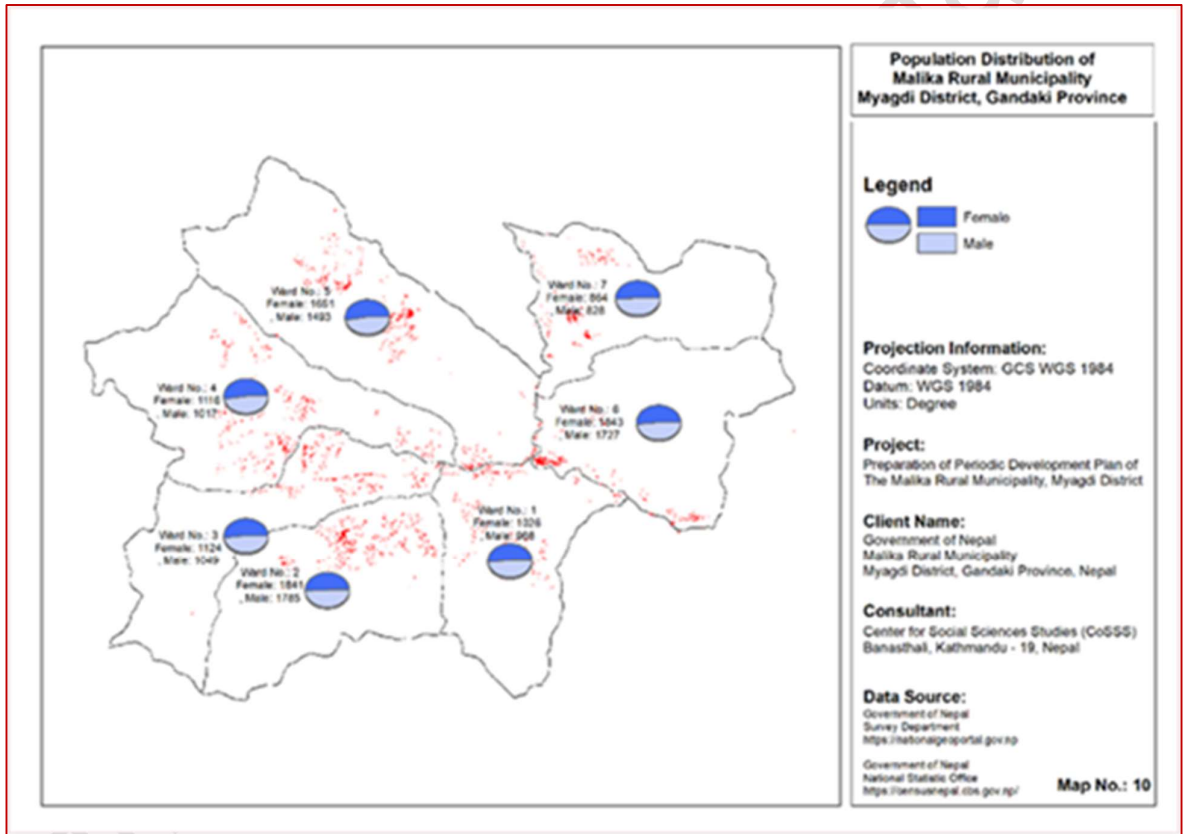 Population Distribution of
Malika Rural Municipality
Myagdi District, Gandaki Province
Legend
Female
Male
Projection Information:
Coordinate System: GCS WGS 1984
Datum: WGS 1984
Units: Degree
Project:
Preparation of Periodic Development Plan of
The Malika Rural Municipality, Myagdi District
Client Name:
Government of Nepal
Malika Rural Municipality
Myagdi District, Gandaki Province, Nepal
Consultant:
Center for Social Sciences Studies (CoSSS)
Banasthali, Kathmandu - 19, Nepal
Data Source:
Government of Nepal
Survey Department
https://nationalgeoportal.gov.np
Government of Nepal
National Statistic Office
https://censusnepal.cbs.gov.np/
Map No.: 10
Ward No.: 5
Female: 1651
, Male: 1493
Ward No.: 7
Female: 864
, Male: 828
Ward No.: 4
Female:
, Male: 1017
Ward No.: 6
Female: 1843
, Male: 1727
Ward No.: 1
Female: 1026
, Male: 968
Ward No.: 3
Female: 1124
, Male: 1049
Ward No.: 2
Female: 1841
, Male: 1785